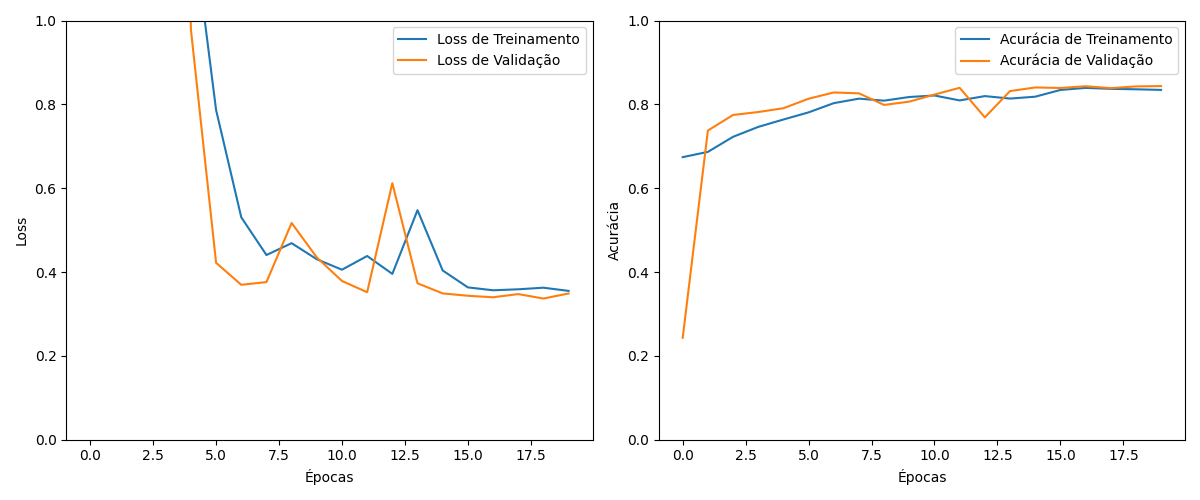 Loss de Treinamento
Loss de Validação
1.0
0.8
0.6
0.4
0.2
0.0
Loss
0.0 2.5 5.0 7.5 10.0 12.5 15.0 17.5
Épocas
Acurácia de Treinamento
Acurácia de Validação
1.0
0.8
0.6
0.4
0.2
0.0
Acurácia
0.0 2.5 5.0 7.5 10.0 12.5 15.0 17.5
Épocas